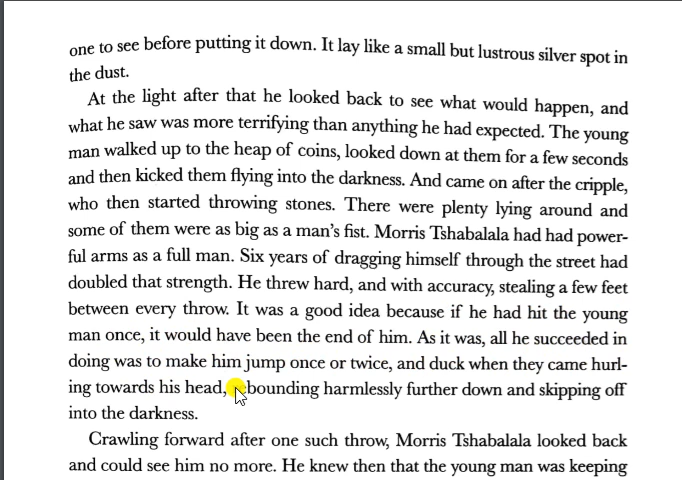 one to see before putting it down. It lay like a small but lustrous silver spot in
the dust.
At the light after that he looked back to see what would happen, and
what he saw was more terrifying than anything he had expected. The young
man walked up to the heap of coins, looked down at them for a few seconds
and then kicked them flying into the darkness. And came on after the cripple,
who then started throwing stones. There were plenty lying around and
some of them were as big as a man's fist. Morris Tshabalala had had power-
ful arms as a full man. Six years of dragging himself through the street had
doubled that strength. He threw hard, and with accuracy, stealing a few feet
between every throw. It was a good idea because if he had hit the young
man once, it would have been the end of him. As it was, all he succeeded in
doing was to make him jump once or twice, and duck when they came hurl-
ing towards his head, bounding harmlessly further down and skipping off
into the darkness.
Crawling forward after one such throw, Morris Tshabalala looked back
and could see him no more. He knew then that the young man was keeping